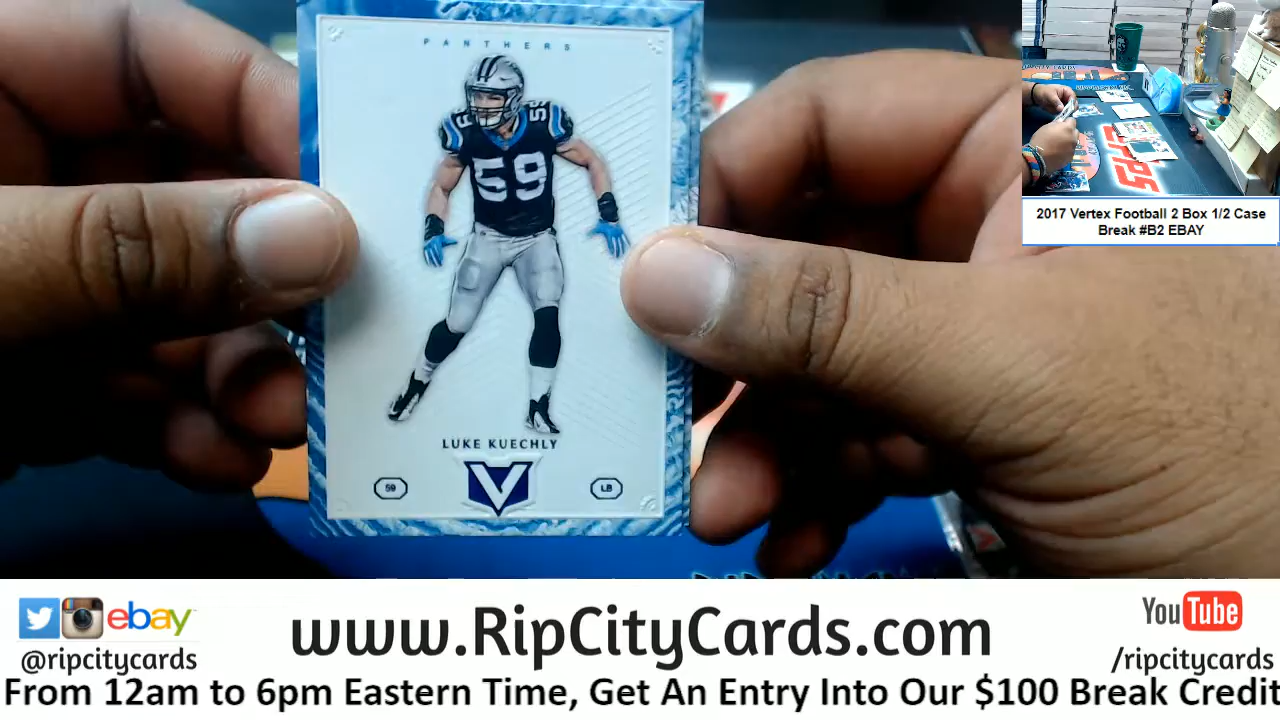 PANTHERS
59
59
LUKE KUECHLY
V
59
LB
2017 Vertex Football 2 Box 1/2 Case
Break #B2 EBAY
ebay
www.RipCityCards.com
YouTube
@ripcitycards
/ripcitycards
From 12am to 6pm Eastern Time, Get An Entry Into Our $100 Break Credit